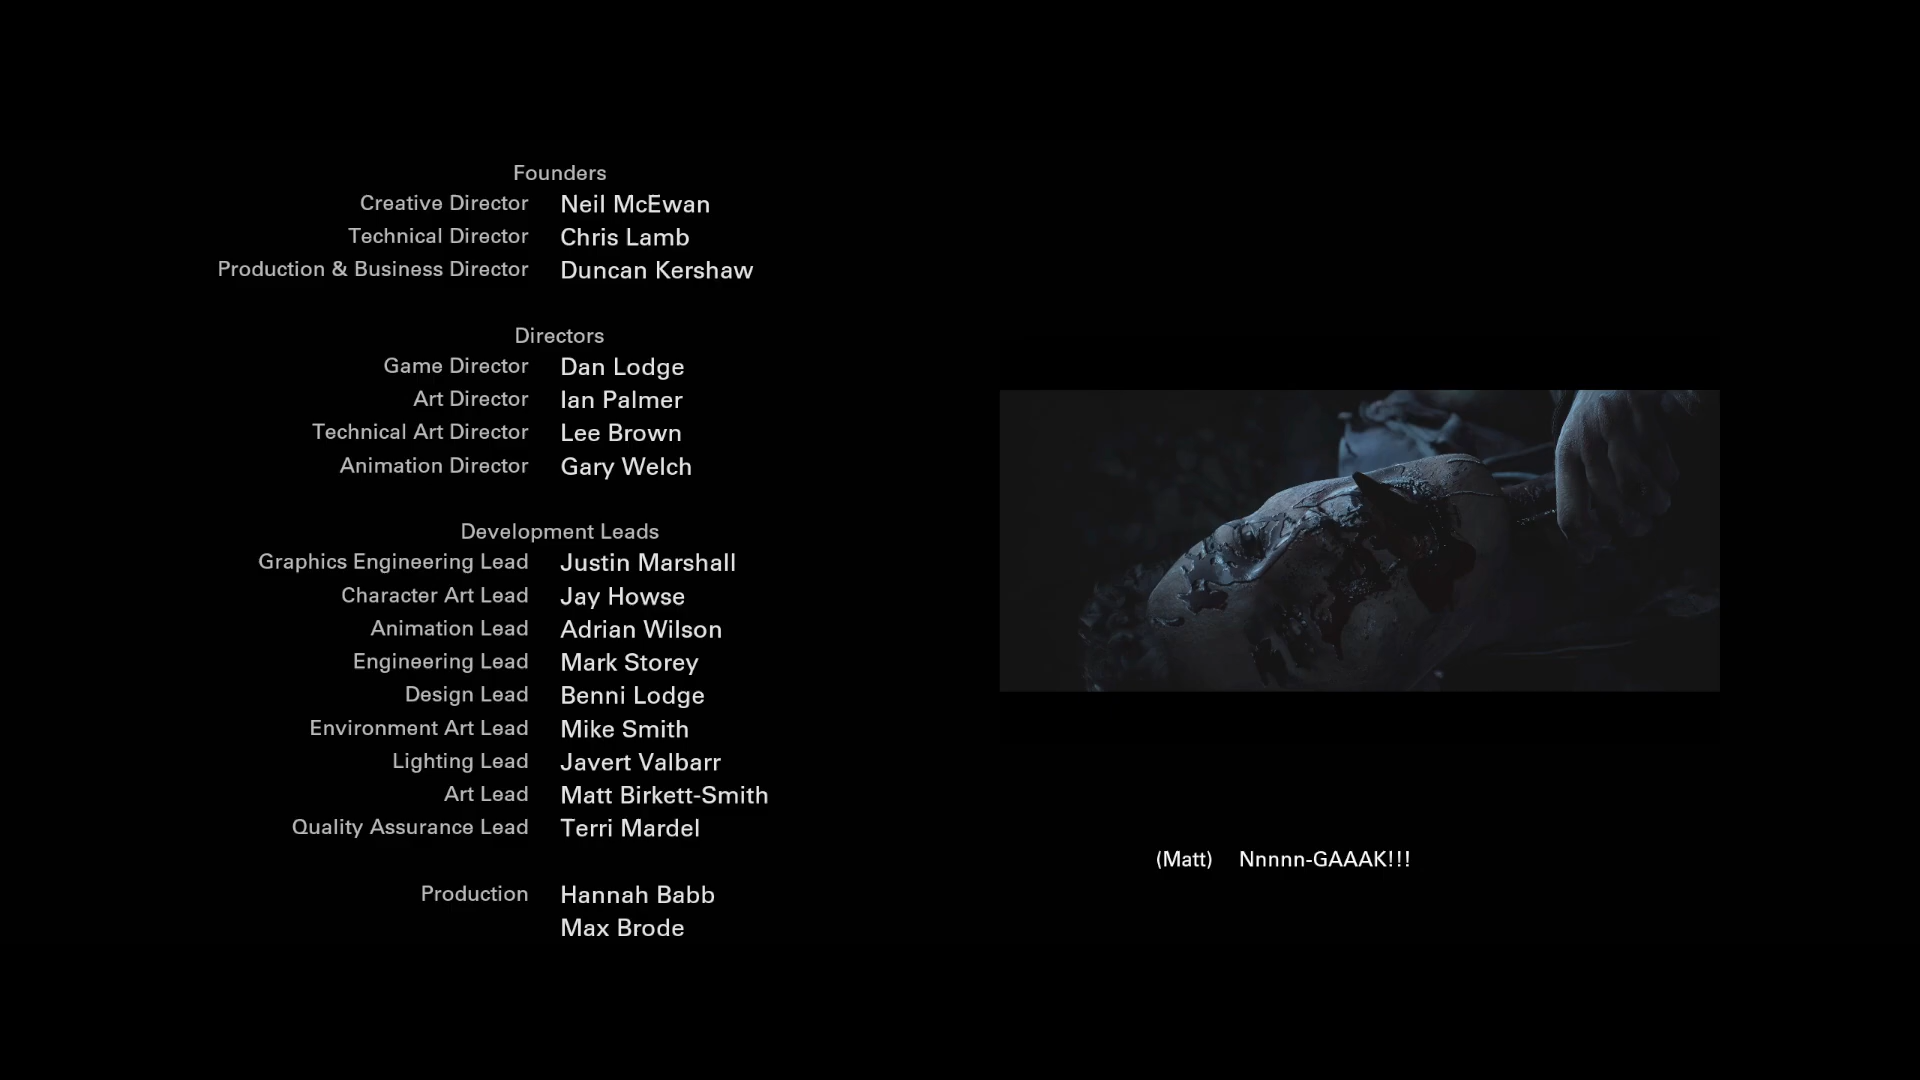 Founders
Creative Director Neil McEwan
Technical Director Chris Lamb
Production & Business Director Duncan Kershaw
Directors
Game Director Dan Lodge
Art Director Ian Palmer
Technical Art Director Lee Brown
Animation Director Gary Welch
Development Leads
Graphics Engineering Lead Justin Marshall
Character Art Lead Jay Howse
Animation Lead Adrian Wilson
Engineering Lead Mark Storey
Design Lead Benni Lodge
Environment Art Lead Mike Smith
Lighting Lead Javert Valbarr
Art Lead Matt Birkett-Smith
Quality Assurance Lead Terri Mardel
Production Hannah Babb
Max Brode
(Matt) Nnnnn-GAAAK!!!